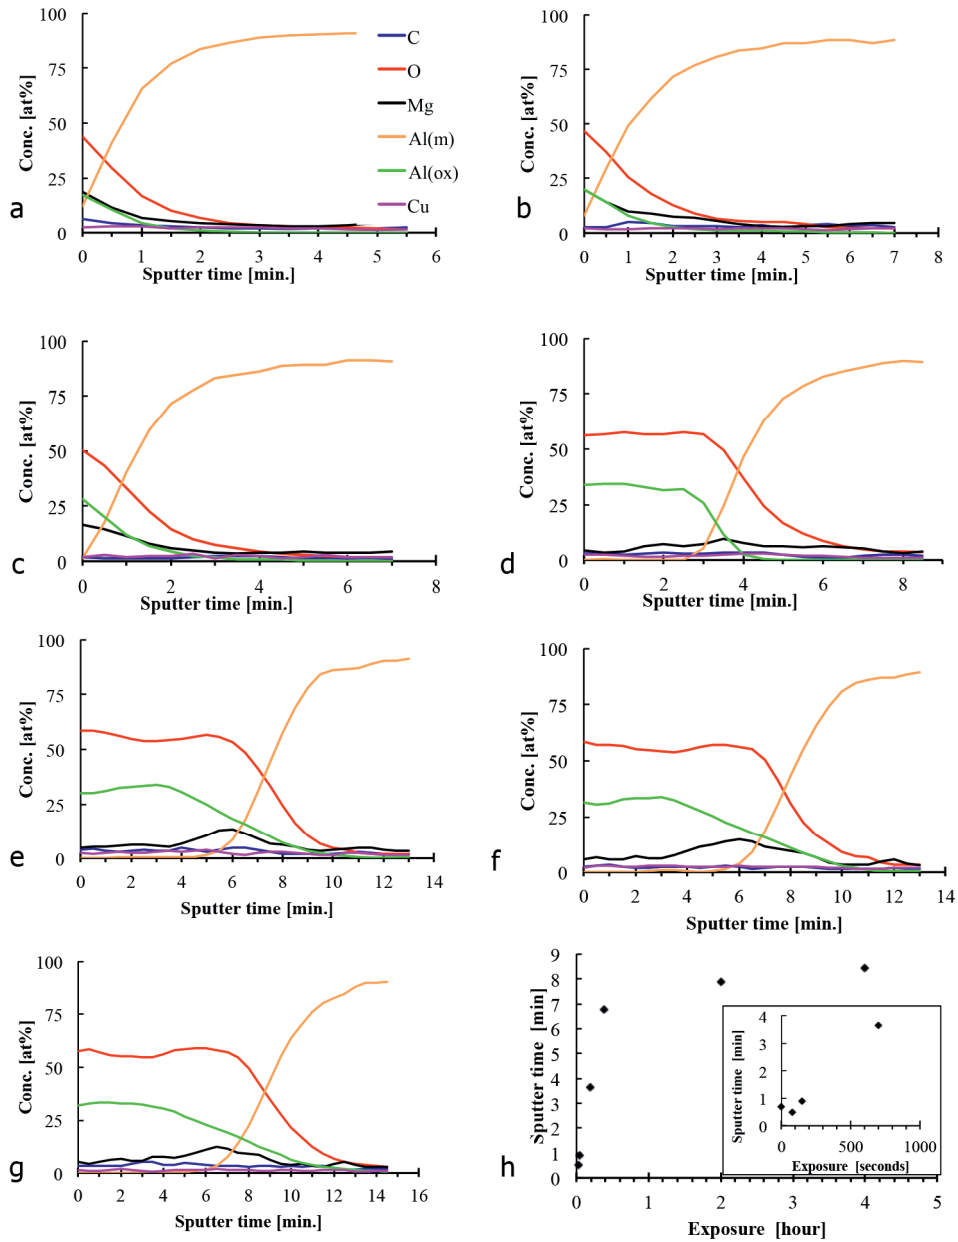 100
75
50
25
0
Conc. [at%]
C
O
Mg
Al(m)
Al(ox)
Cu
a
0 1 2 3 4 5 6
Sputter time [min.]
100
75
50
25
0
Conc. [at%]
b
0 1 2 3 4 5 6 7 8
Sputter time [min.]
100
75
50
25
0
Conc. [at%]
c
0 2 4 6 8
Sputter time [min.]
100
75
50
25
0
Conc. [at%]
d
0 2 4 6 8
Sputter time [min.]
100
75
50
25
0
Conc. [at%]
e
0 2 4 6 8 10 12 14
Sputter time [min.]
100
75
50
25
0
Conc. [at%]
f
0 2 4 6 8 10 12 14
Sputter time [min.]
100
75
50
25
0
Conc. [at%]
g
0 2 4 6 8 10 12 14 16
Sputter time [min.]
9
8
7
6
5
4
3
2
1
0
Sputter time [min]
h
0 1 2 3 4 5
Exposure [hour]
4
3
2
1
0
Sputter time [min]
0 500 1000
Exposure [seconds]